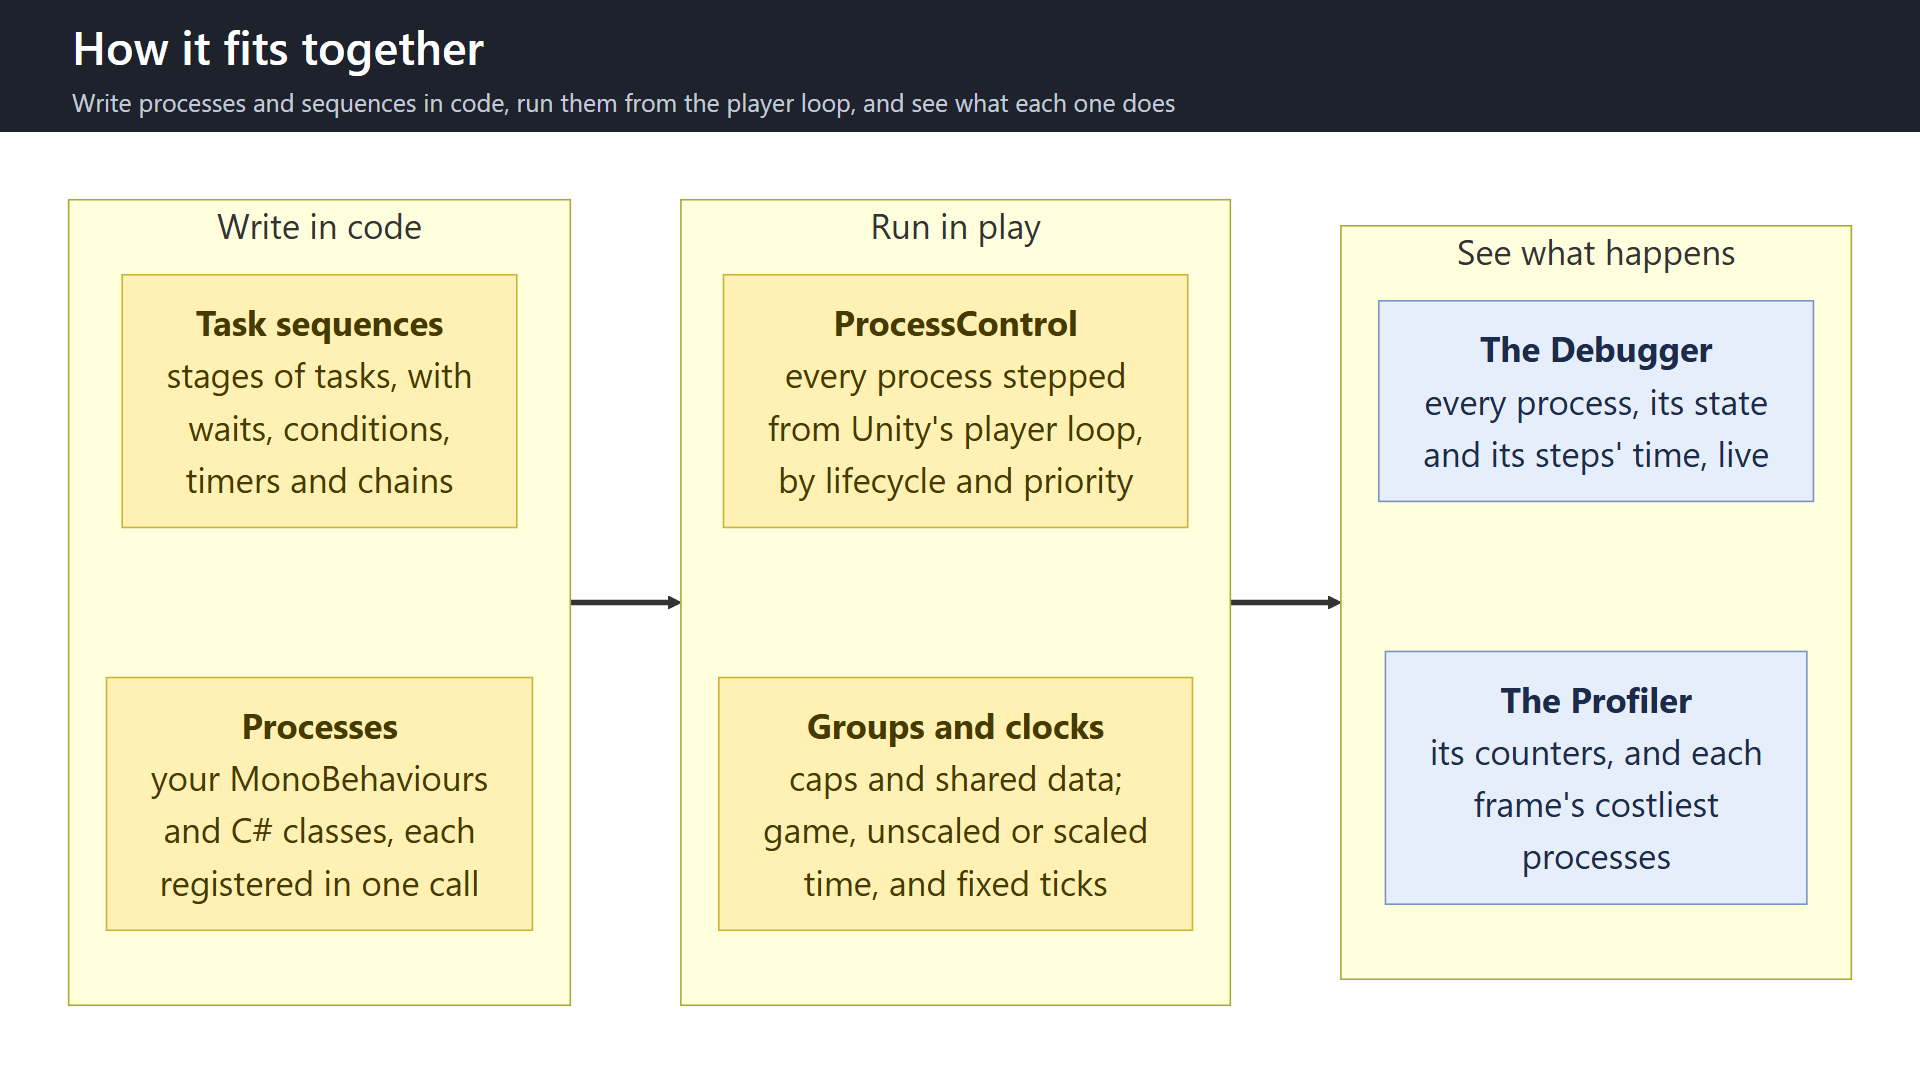 How it fits together
Write processes and sequences in code, run them from the player loop, and see what each one does
Write in code
Task sequences
stages of tasks, with
waits, conditions,
timers and chains
Processes
your MonoBehaviours
and C# classes, each
registered in one call
Run in play
ProcessControl
every process stepped
from Unity's player loop,
by lifecycle and priority
Groups and clocks
caps and shared data;
game, unscaled or scaled
time, and fixed ticks
See what happens
The Debugger
every process, its state
and its steps' time, live
The Profiler
its counters, and each
frame's costliest
processes